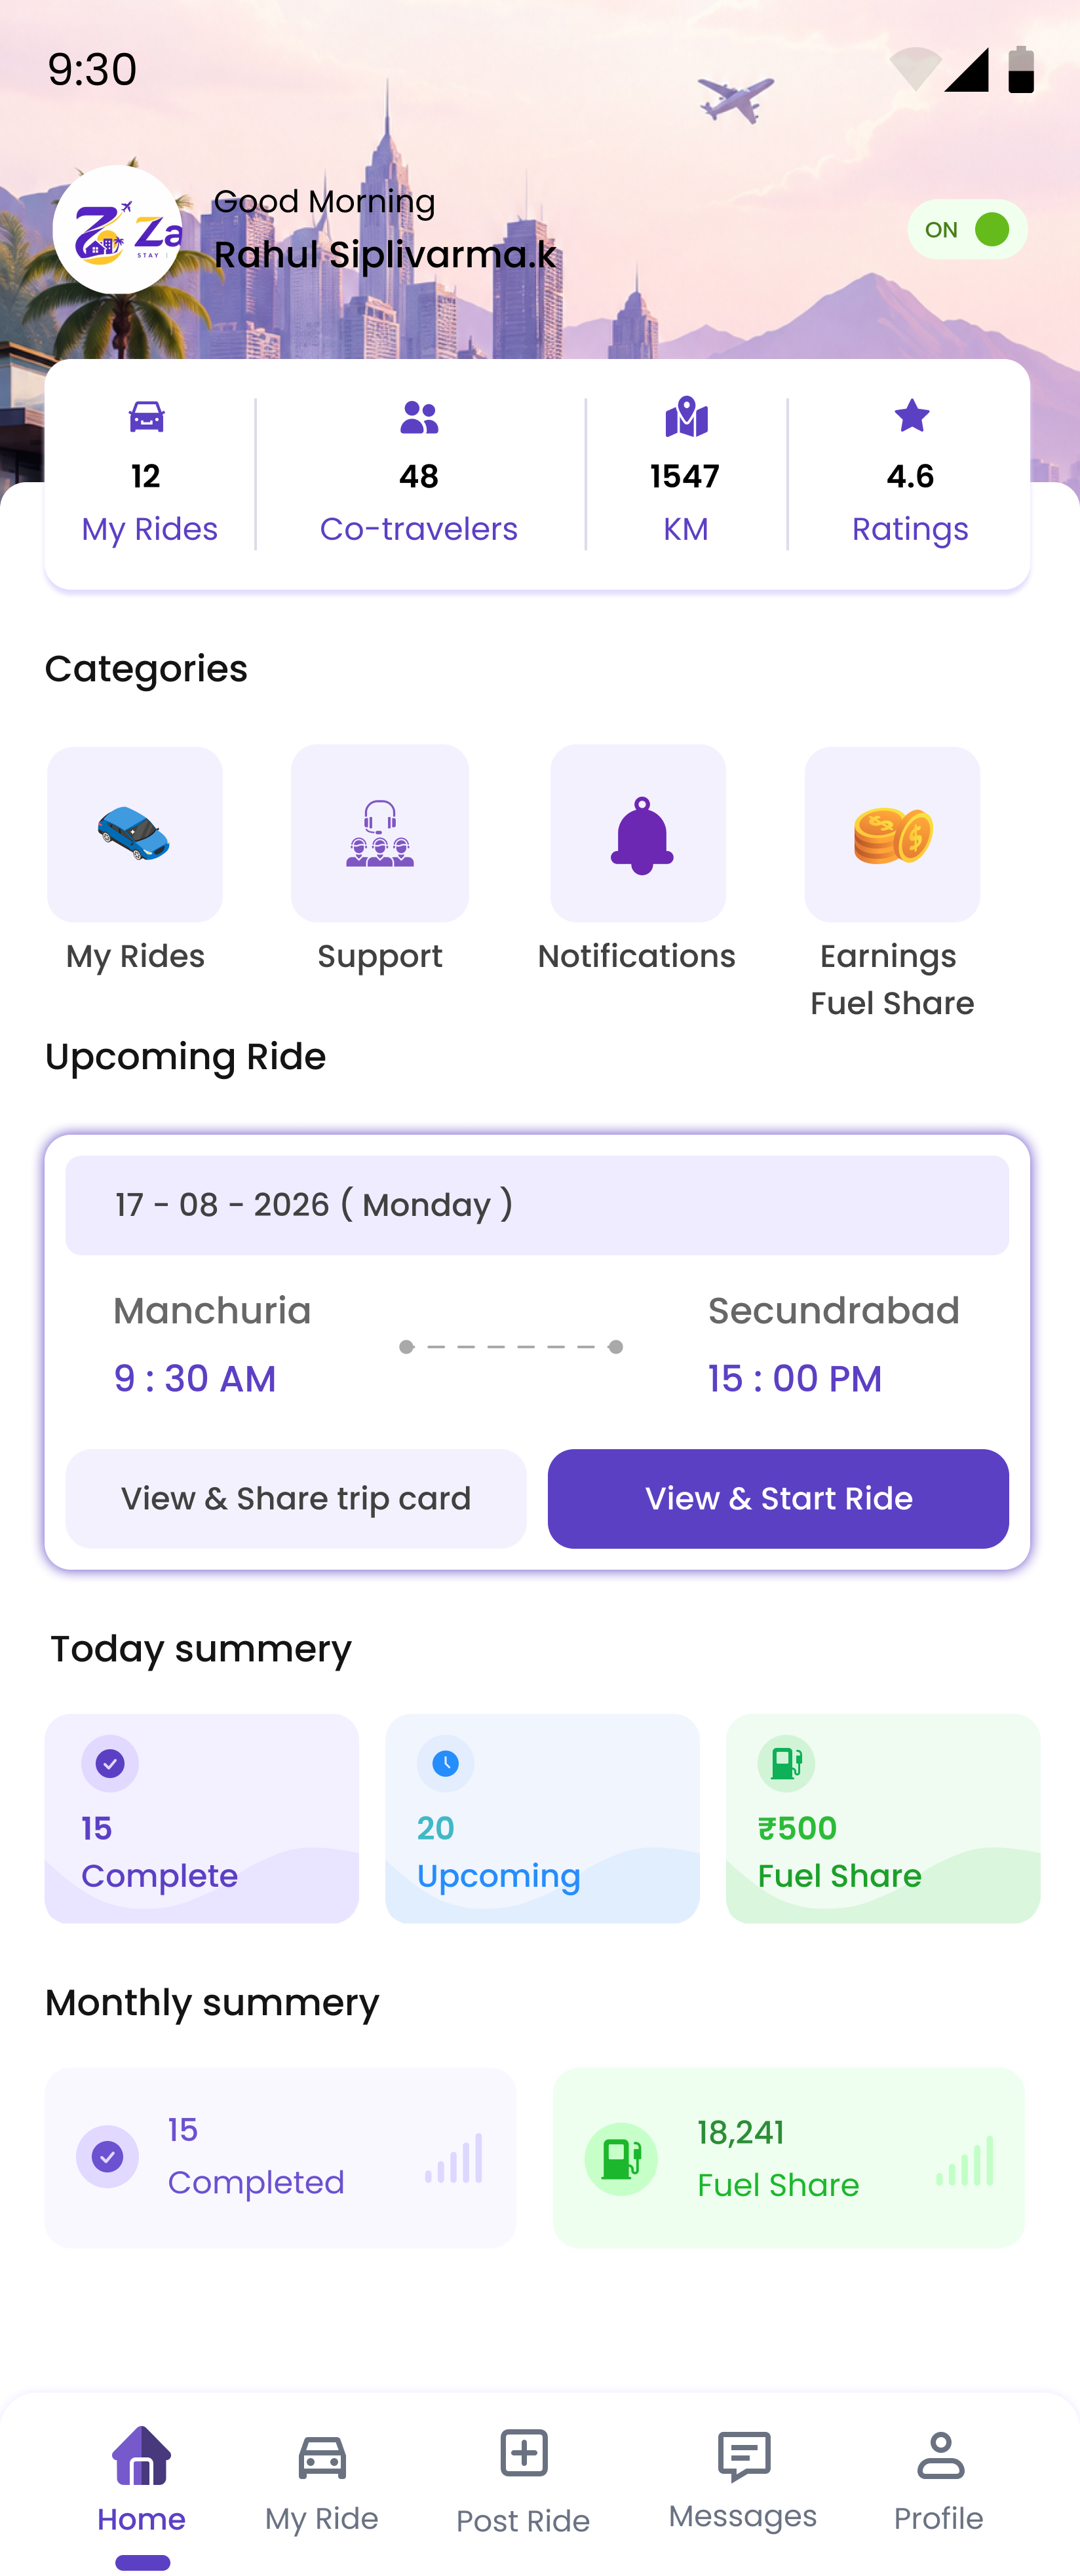 9:30
Za
STAY
Good Morning
Rahul Siplivarma.k
ON
12
My Rides
48
Co-travelers
1547
KM
4.6
Ratings
Categories
My Rides
Support
Notifications
Earnings
Fuel Share
Upcoming Ride
17 - 08 - 2026 ( Monday )
Manchuria
9 : 30 AM
Secundrabad
15 : 00 PM
View & Share trip card
View & Start Ride
Today summery
15
Complete
20
Upcoming
₹500
Fuel Share
Monthly summery
15
Completed
18,241
Fuel Share
Home
My Ride
Post Ride
Messages
Profile